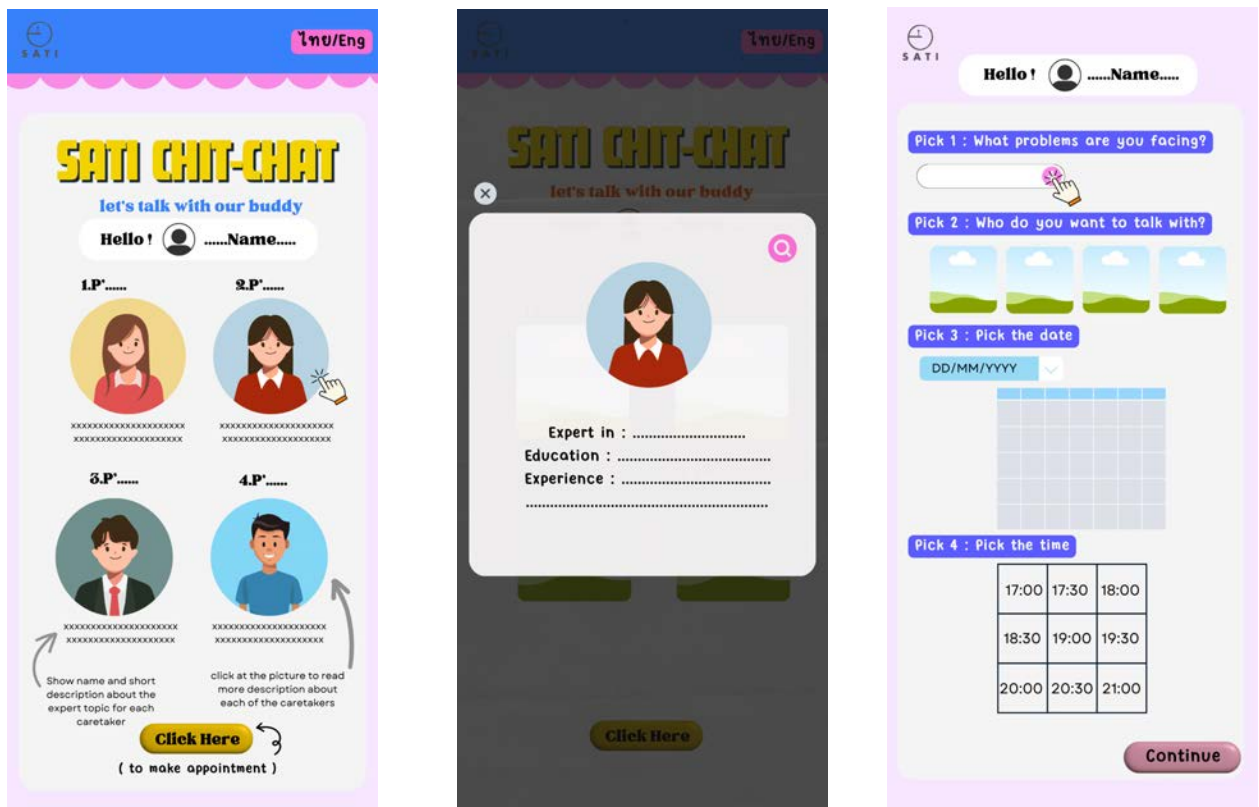 SATI
ไทย/Eng
SATI CHIT-CHAT
let's talk with our buddy
Hello ! ......Name.....
1.P'......
2.P'......
xxxxxxxxxxxxxxxxxxxxx
xxxxxxxxxxxxxxxxxxxx
xxxxxxxxxxxxxxxxxxxxx
xxxxxxxxxxxxxxxxxxxx
3.P'......
4.P'......
xxxxxxxxxxxxxxxxxxxxx
xxxxxxxxxxxxxxxxxxxx
xxxxxxxxxxxxxxxxxxxxx
xxxxxxxxxxxxxxxxxxxx
Show name and short
description about the
expert topic for each
caretaker
click at the picture to read
more description about
each of the caretakers
Click Here
( to make appointment )
SATI
ไทย/Eng
SATI CHIT-CHAT
let's talk with our buddy
Expert in : ............................
Education : ......................................
Experience : .....................................
.............................................................
Click Here
SATI
Hello ! ......Name.....
Pick 1 : What problems are you facing?
Pick 2 : Who do you want to talk with?
Pick 3 : Pick the date
DD/MM/YYYY
Pick 4 : Pick the time
17:00 17:30 18:00
18:30 19:00 19:30
20:00 20:30 21:00
Continue